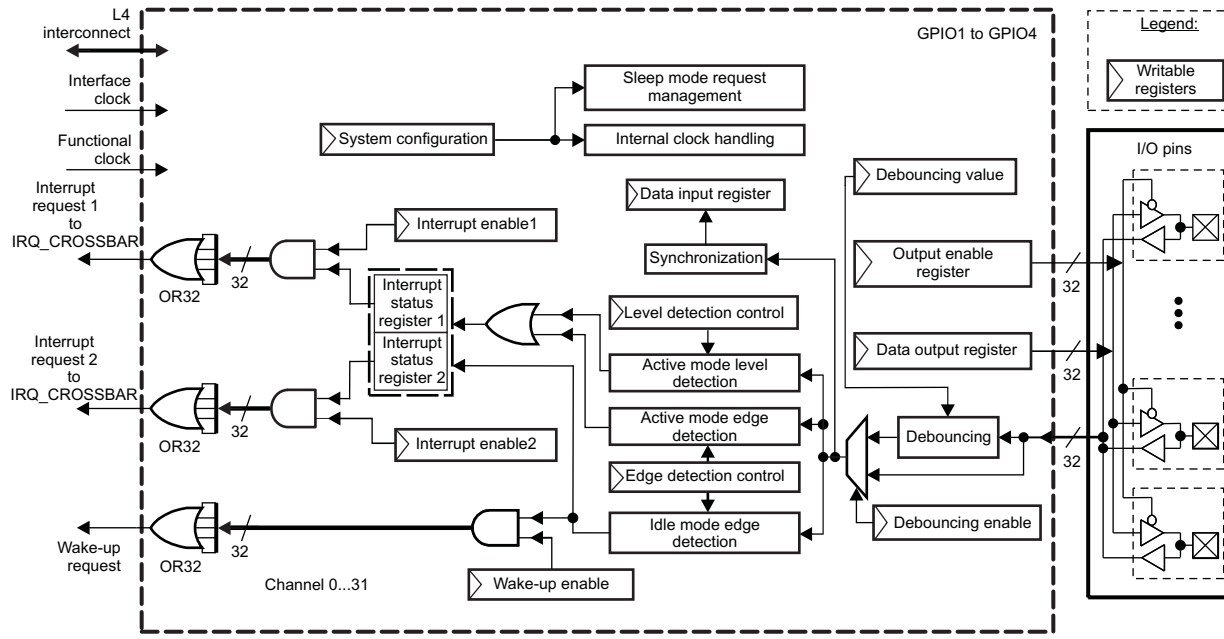 L4
interconnect
GPIO1 to GPIO4
Legend:
Writable
registers
Interface
clock
Sleep mode request
management
System configuration
Internal clock handling
Functional
clock
I/O pins
Debouncing value
Interrupt
request 1
to
IRQ_CROSSBAR
Data input register
Interrupt enable1
Output enable
register
Synchronization
32
OR32
32
Interrupt
status
register 1
Level detection control
Interrupt
status
register 2
Data output register
Interrupt
request 2
to
IRQ_CROSSBAR
Active mode level
detection
32
Active mode edge
detection
Debouncing
OR32
32
Interrupt enable2
32
Edge detection control
Idle mode edge
detection
Debouncing enable
Wake-up
request
OR32
32
Channel 0...31
Wake-up enable